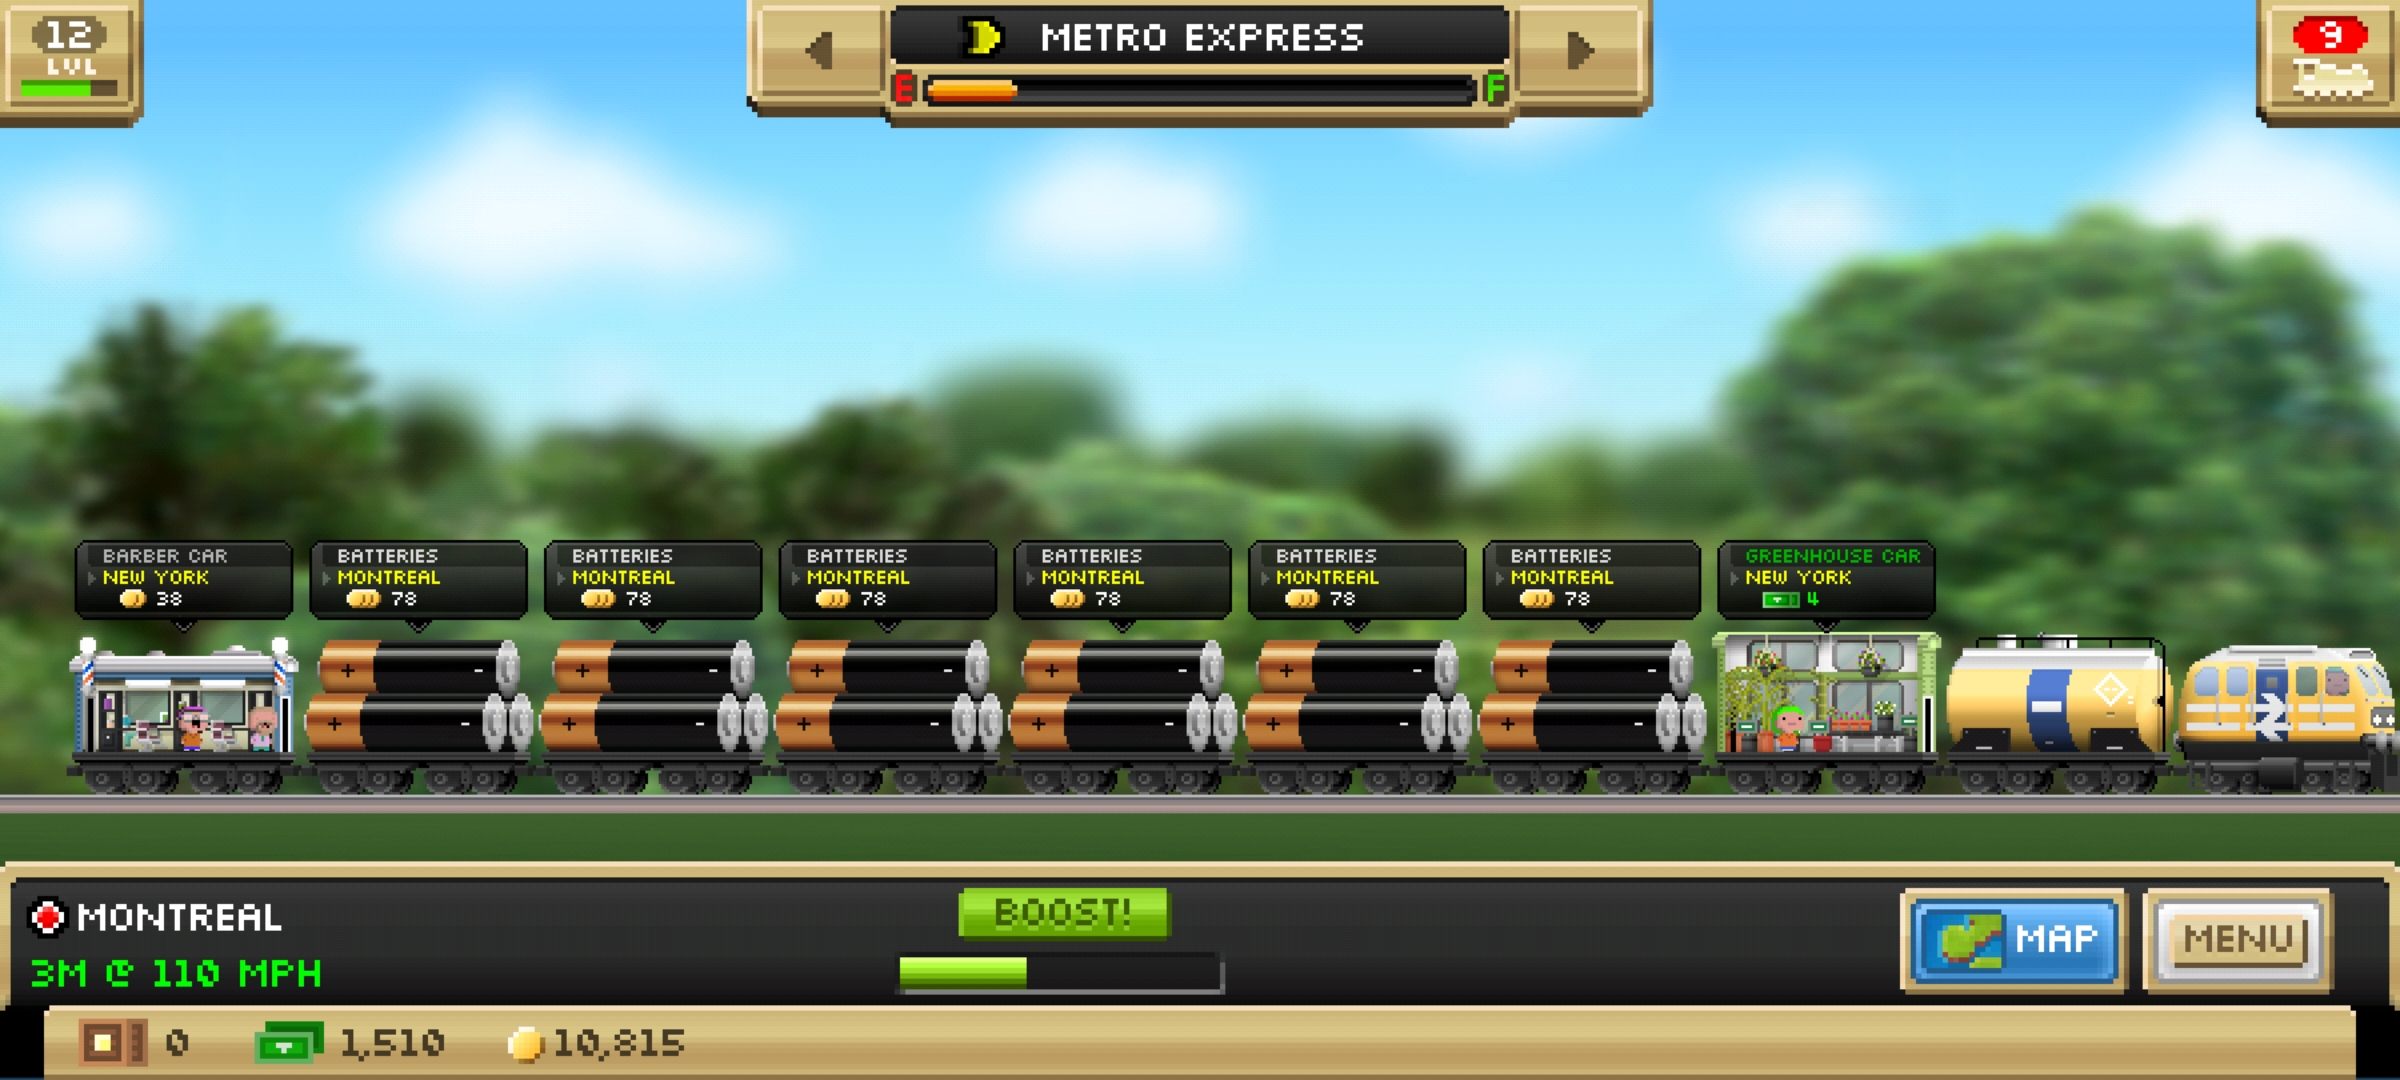 12
LVL
METRO EXPRESS
E F
9
BARBER CAR
NEW YORK
38
BATTERIES
MONTREAL
78
BATTERIES
MONTREAL
78
BATTERIES
MONTREAL
78
BATTERIES
MONTREAL
78
BATTERIES
MONTREAL
78
BATTERIES
MONTREAL
78
GREENHOUSE CAR
NEW YORK
4
+ -
+ -
+ -
+ -
+ -
+ -
+ -
+ -
+ -
+ -
+ -
+ -
MONTREAL
3M @ 110 MPH
BOOST!
MAP
MENU
0
1,510
10,815